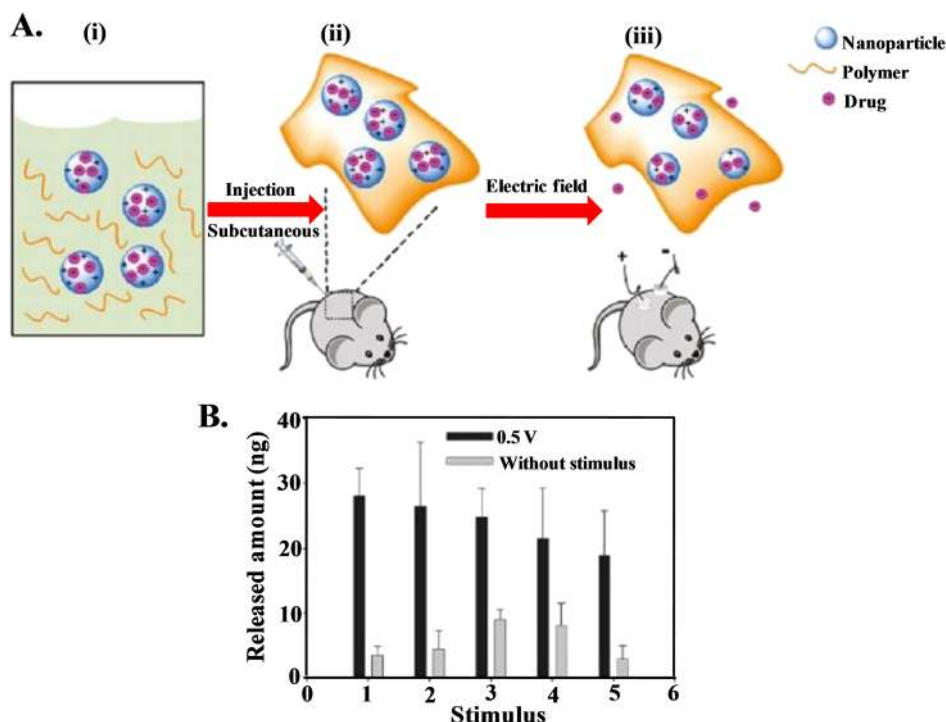 A.
(i)
(ii)
(iii)
Nanoparticle
Polymer
Drug
Injection
Subcutaneous
Electric field
+
-
B.
0.5 V
Without stimulus
Released amount (ng)
40
30
20
10
0
0 1 2 3 4 5 6
Stimulus